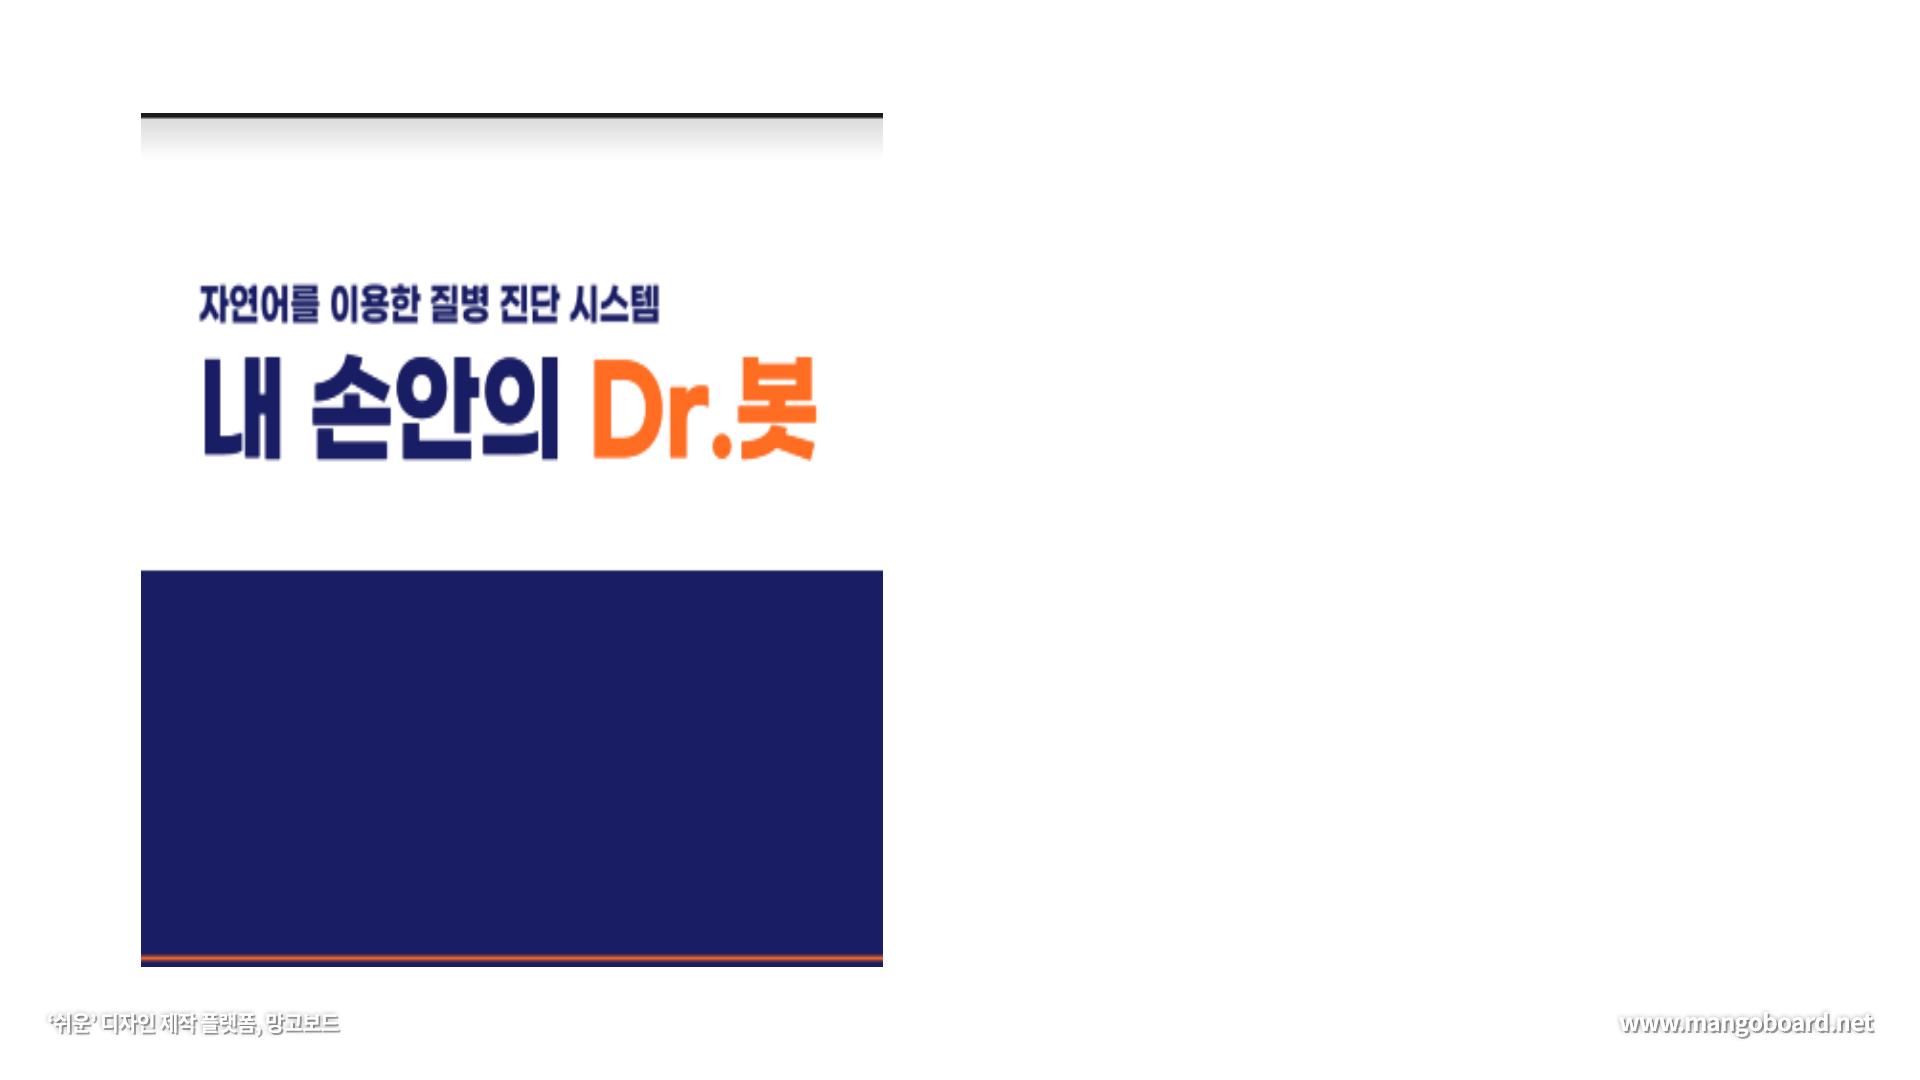 자연어를 이용한 질병 진단 시스템
내 손안의 Dr.봇
'쉬운' 디자인 제작 플랫폼, 망고보드
www.mangoboard.net